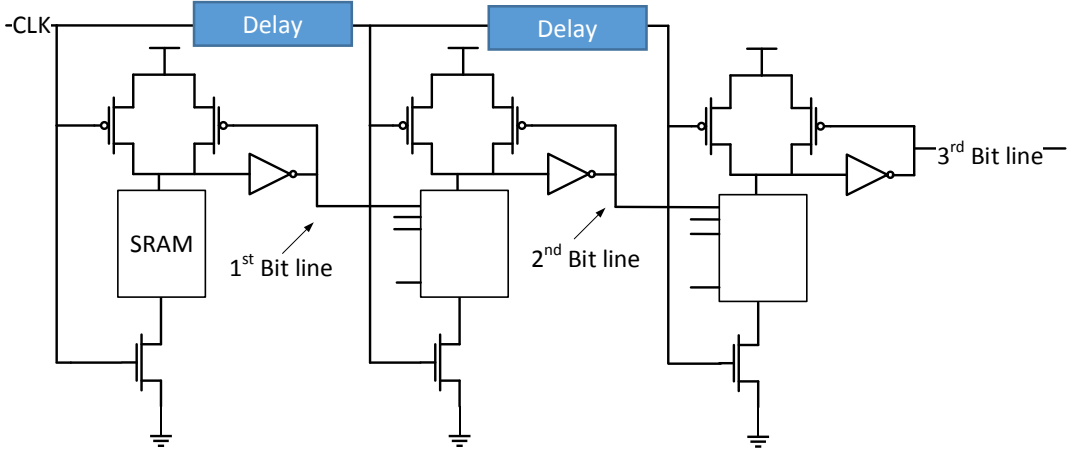 CLK
Delay
Delay
SRAM
1st Bit line
2nd Bit line
3rd Bit line